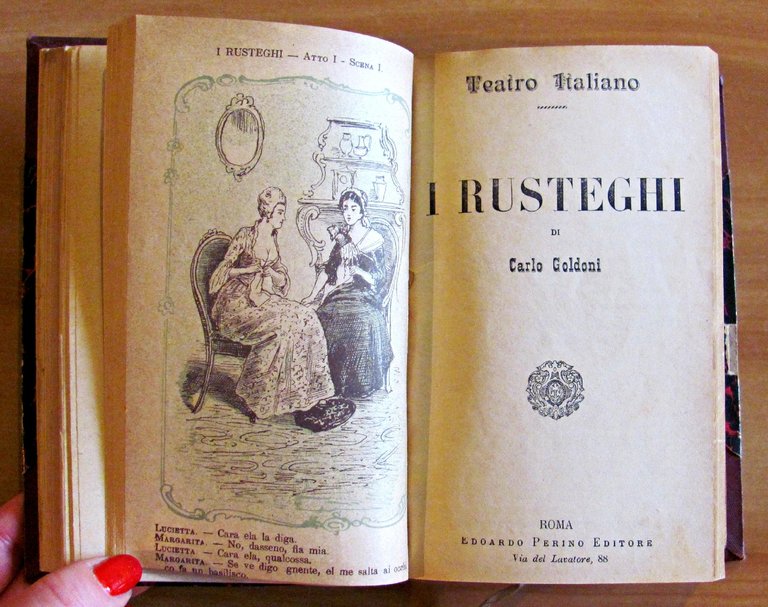 I RUSTEGHI — Atto I - Scena I.
Lucietta. — Cara ela la diga.
Margarita. — No, dasseno, fia mia.
Lucietta. — Cara ela, qualcossa.
Margarita. — Se ve digo gnente, el me salta ai occhi
co fa un basilisco.
Teatro Italiano
I RUSTEGHI
DI
Carlo Goldoni
ROMA
Edoardo Perino Editore
Via del Lavatore, 88